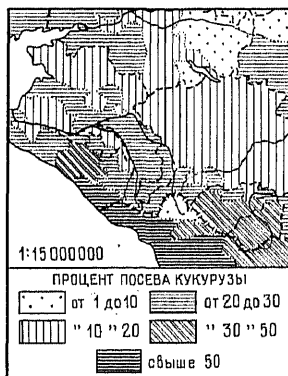 1:15 000 000
ПРОЦЕНТ ПОСЕВА КУКУРУЗЫ
от 1 до 10 от 20 до 30
" 10 " 20 " 30 " 50
свыше 50